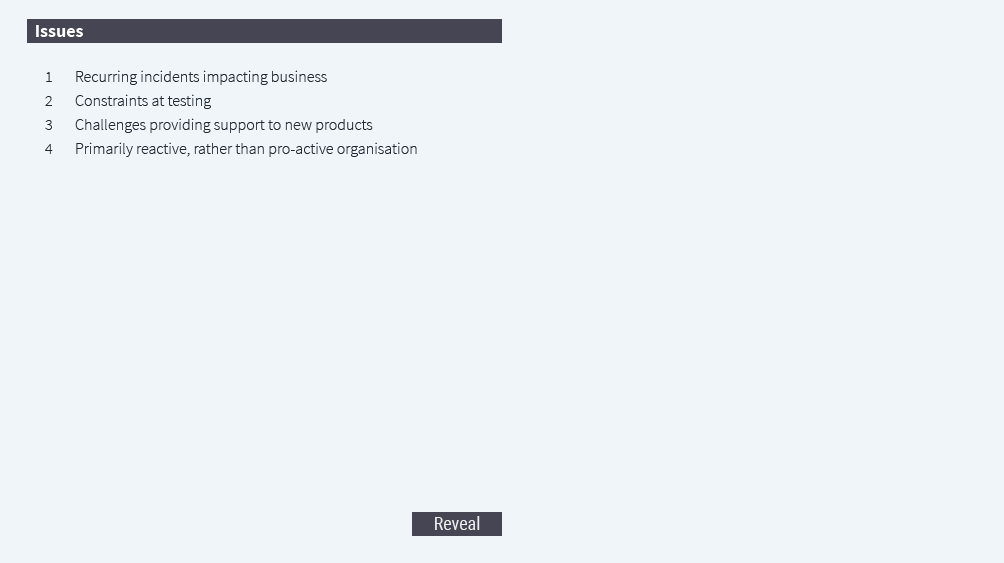 Issues
1 Recurring incidents impacting business
2 Constraints at testing
3 Challenges providing support to new products
4 Primarily reactive, rather than pro-active organisation
Reveal